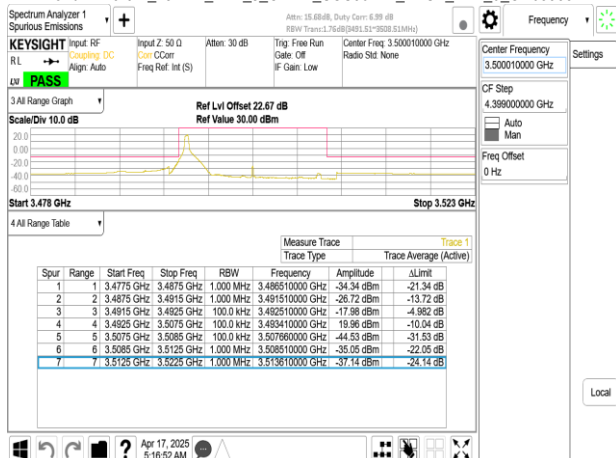 Spectrum Analyzer 1
Spurious Emissions
Attn: 15.68dB, Duty Corr: 6.99 dB
RBW Trans:1.76dB(3491.51~3508.51MHz)
Frequency
KEYSIGHT
Input: RF
Coupling: DC
Align: Auto
Input Z: 50 Ω
Corr CCorr
Freq Ref: Int (S)
Atten: 30 dB
Trig: Free Run
Gate: Off
IF Gain: Low
Center Freq: 3.500010000 GHz
Radio Std: None
RL
LXI
PASS
Center Frequency
3.500010000 GHz
Settings
CF Step
4.399000000 GHz
Auto
Man
Freq Offset
0 Hz
3 All Range Graph
Scale/Div 10.0 dB
Ref Lvl Offset 22.67 dB
Ref Value 30.00 dBm
20.0
0.00
-20.0
-40.0
-60.0
Start 3.478 GHz
Stop 3.523 GHz
4 All Range Table
Measure Trace Trace 1
Trace Type Trace Average (Active)
Spur Range Start Freq Stop Freq RBW Frequency Amplitude ΔLimit
1 1 3.4775 GHz 3.4875 GHz 1.000 MHz 3.486510000 GHz -34.34 dBm -21.34 dB
2 2 3.4875 GHz 3.4915 GHz 1.000 MHz 3.491510000 GHz -26.72 dBm -13.72 dB
3 3 3.4915 GHz 3.4925 GHz 100.0 kHz 3.492510000 GHz -17.98 dBm -4.982 dB
4 4 3.4925 GHz 3.5075 GHz 100.0 kHz 3.493410000 GHz 19.96 dBm -10.04 dB
5 5 3.5075 GHz 3.5085 GHz 100.0 kHz 3.507660000 GHz -44.53 dBm -31.53 dB
6 6 3.5085 GHz 3.5125 GHz 1.000 MHz 3.508510000 GHz -35.05 dBm -22.05 dB
7 7 3.5125 GHz 3.5225 GHz 1.000 MHz 3.513610000 GHz -37.14 dBm -24.14 dB
Local
?
Apr 17, 2025
5:16:52 AM